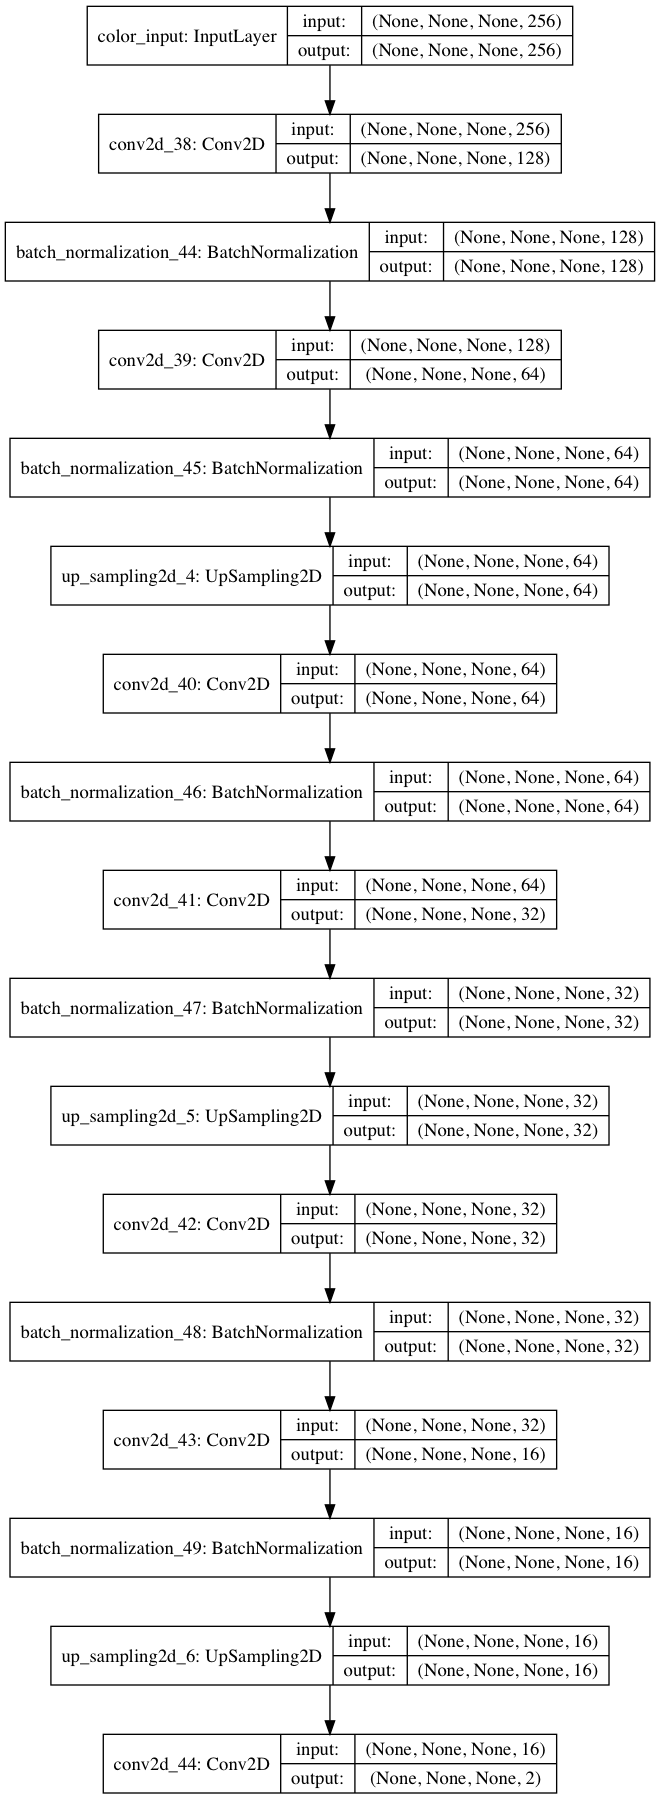 color_input: InputLayer
input: (None, None, None, 256)
output: (None, None, None, 256)
conv2d_38: Conv2D
input: (None, None, None, 256)
output: (None, None, None, 128)
batch_normalization_44: BatchNormalization
input: (None, None, None, 128)
output: (None, None, None, 128)
conv2d_39: Conv2D
input: (None, None, None, 128)
output: (None, None, None, 64)
batch_normalization_45: BatchNormalization
input: (None, None, None, 64)
output: (None, None, None, 64)
up_sampling2d_4: UpSampling2D
input: (None, None, None, 64)
output: (None, None, None, 64)
conv2d_40: Conv2D
input: (None, None, None, 64)
output: (None, None, None, 64)
batch_normalization_46: BatchNormalization
input: (None, None, None, 64)
output: (None, None, None, 64)
conv2d_41: Conv2D
input: (None, None, None, 64)
output: (None, None, None, 32)
batch_normalization_47: BatchNormalization
input: (None, None, None, 32)
output: (None, None, None, 32)
up_sampling2d_5: UpSampling2D
input: (None, None, None, 32)
output: (None, None, None, 32)
conv2d_42: Conv2D
input: (None, None, None, 32)
output: (None, None, None, 32)
batch_normalization_48: BatchNormalization
input: (None, None, None, 32)
output: (None, None, None, 32)
conv2d_43: Conv2D
input: (None, None, None, 32)
output: (None, None, None, 16)
batch_normalization_49: BatchNormalization
input: (None, None, None, 16)
output: (None, None, None, 16)
up_sampling2d_6: UpSampling2D
input: (None, None, None, 16)
output: (None, None, None, 16)
conv2d_44: Conv2D
input: (None, None, None, 16)
output: (None, None, None, 2)